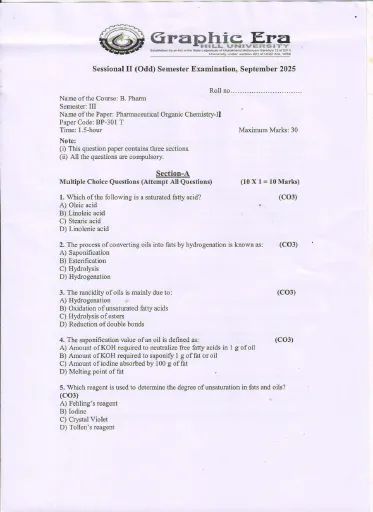 Graphic Era
HILL UNIVERSITY
Sessional II (Odd) Semester Examination, September 2025
Roll no..............................
Name of the Course: B. Pharm
Semester: III
Name of the Paper: Pharmaceutical Organic Chemistry-II
Paper Code: BP-301 T
Time: 1.5-hour Maximum Marks: 30
Note:
(i) This question paper contains three sections
(ii) All the questions are compulsory.
Section-A
Multiple Choice Questions (Attempt All Questions) (10 X 1 = 10 Marks)
1. Which of the following is a saturated fatty acid? (CO3)
A) Oleic acid
B) Linoleic acid
C) Stearic acid
D) Linolenic acid
2. The process of converting oils into fats by hydrogenation is known as: (CO3)
A) Saponification
B) Esterification
C) Hydrolysis
D) Hydrogenation
3. The rancidity of oils is mainly due to: (CO3)
A) Hydrogenation
B) Oxidation of unsaturated fatty acids
C) Hydrolysis of esters
D) Reduction of double bonds
4. The saponification value of an oil is defined as: (CO3)
A) Amount of KOH required to neutralize free fatty acids in 1 g of oil
B) Amount of KOH required to saponify 1 g of fat or oil
C) Amount of iodine absorbed by 100 g of fat
D) Melting point of fat
5. Which reagent is used to determine the degree of unsaturation in fats and oils?
(CO3)
A) Fehling's reagent
B) Iodine
C) Crystal Violet
D) Tollen's reagent